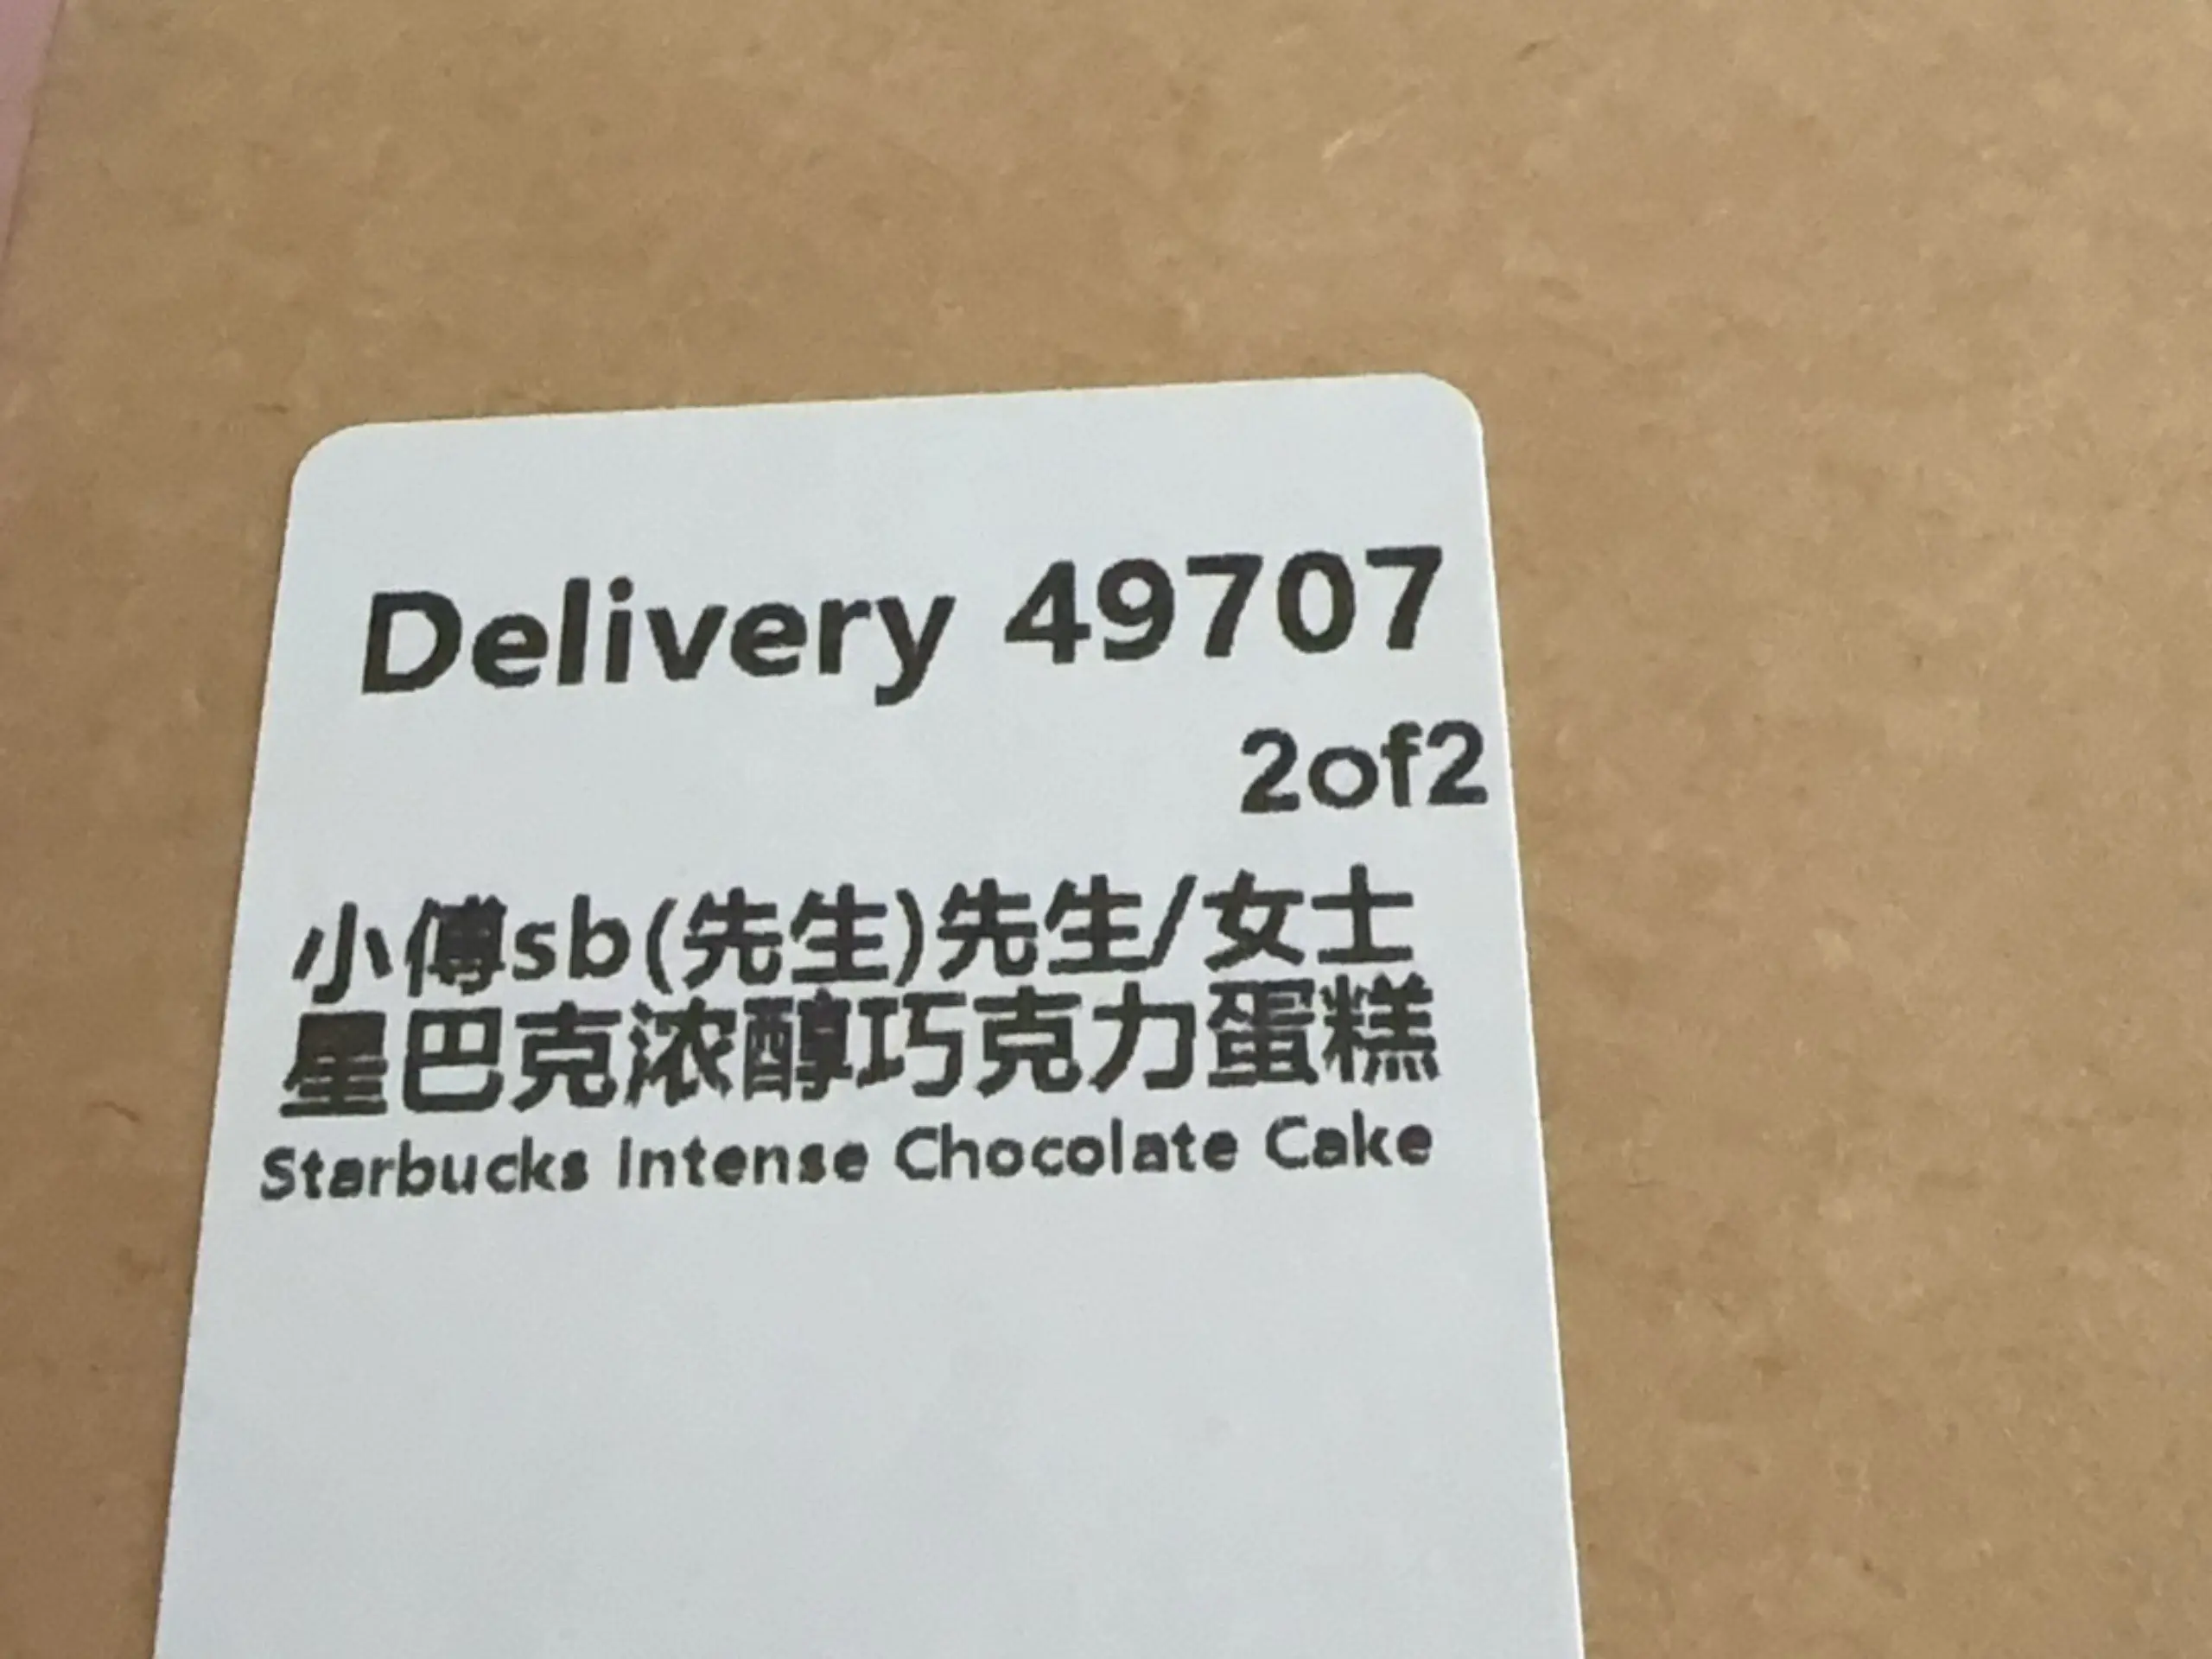 Delivery 49707
2of2
小傅sb(先生)先生/女士
星巴克浓醇巧克力蛋糕
Starbucks Intense Chocolate Cake